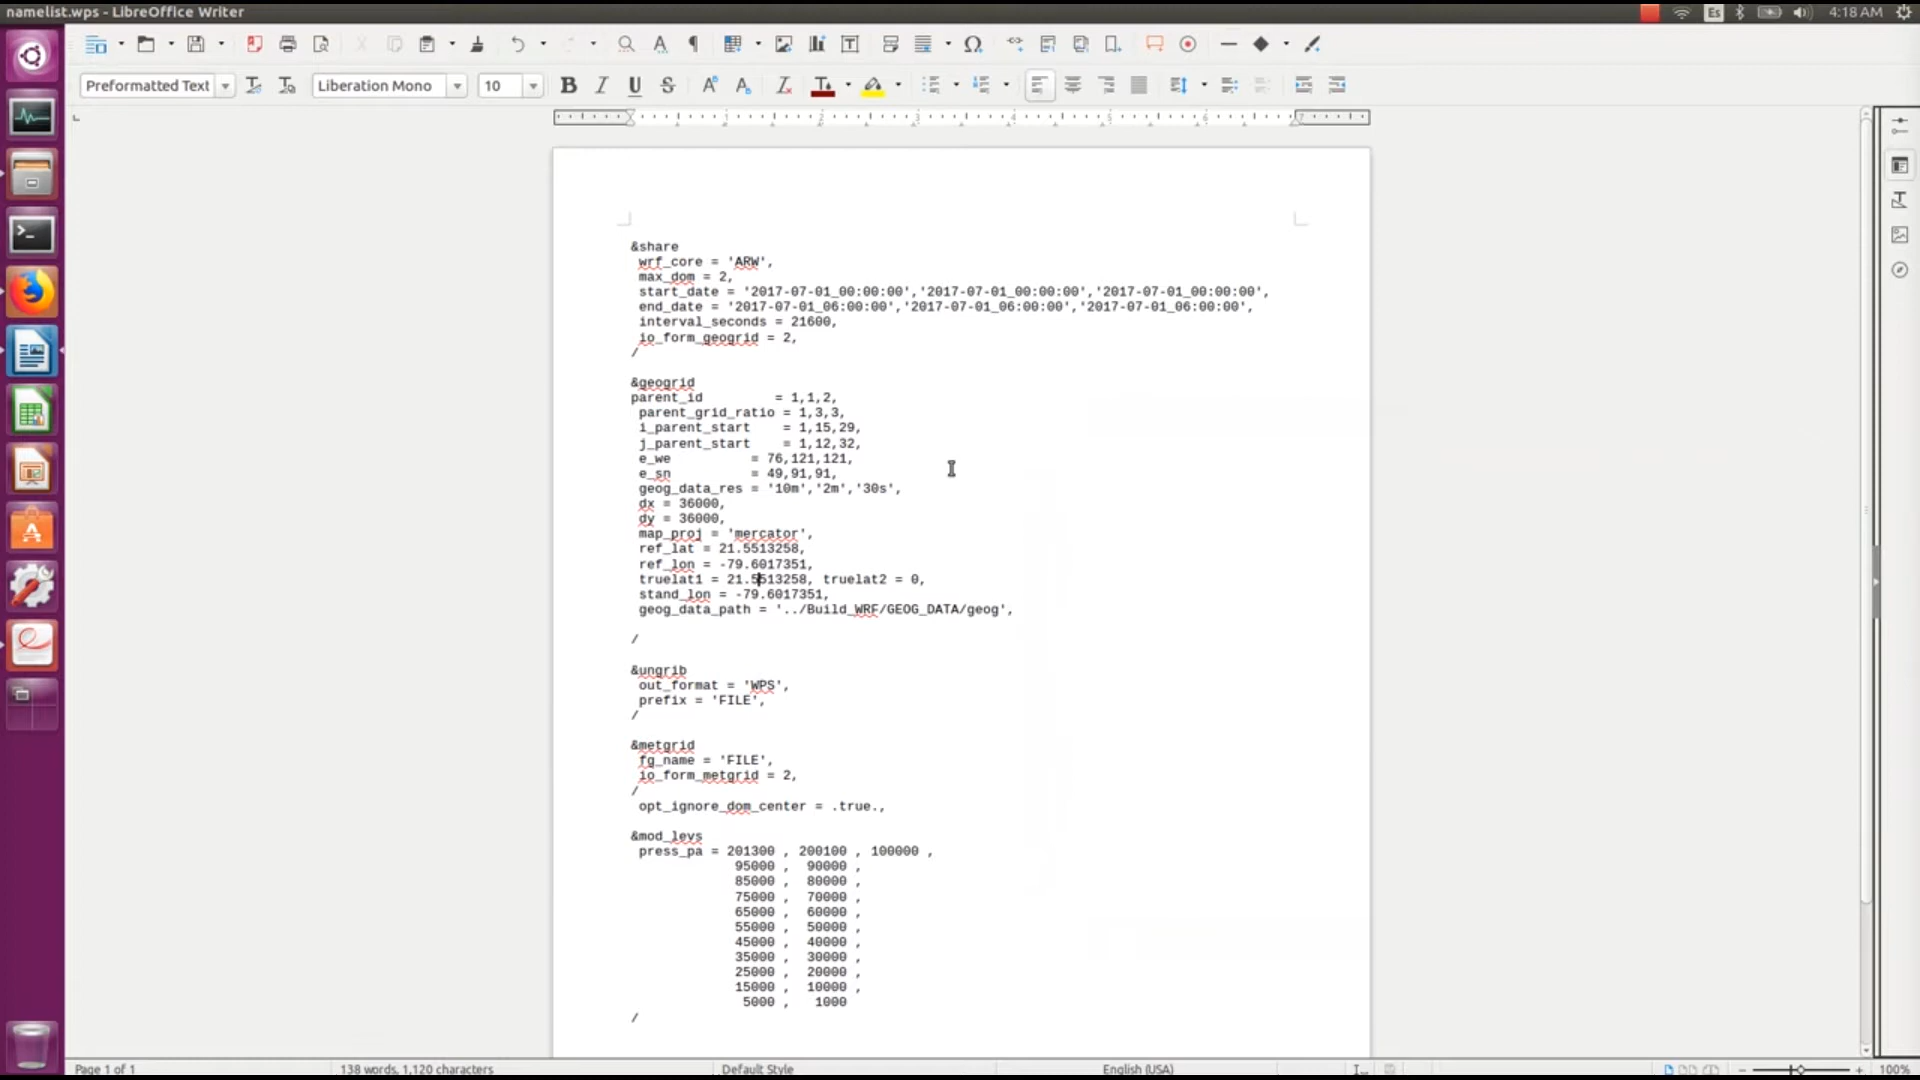 namelist.wps - LibreOffice Writer
Es
4:18 AM
Preformatted Text
Liberation Mono
10
&share
wrf_core = 'ARW',
max_dom = 2,
start_date = '2017-07-01_00:00:00','2017-07-01_00:00:00','2017-07-01_00:00:00',
end_date = '2017-07-01_06:00:00','2017-07-01_06:00:00','2017-07-01_06:00:00',
interval_seconds = 21600,
io_form_geogrid = 2,
/
&geogrid
parent_id = 1,1,2,
parent_grid_ratio = 1,3,3,
i_parent_start = 1,15,29,
j_parent_start = 1,12,32,
e_we = 76,121,121,
e_sn = 49,91,91,
geog_data_res = '10m','2m','30s',
dx = 36000,
dy = 36000,
map_proj = 'mercator',
ref_lat = 21.5513258,
ref_lon = -79.6017351,
truelat1 = 21.5513258, truelat2 = 0,
stand_lon = -79.6017351,
geog_data_path = '../Build_WRF/GEOG_DATA/geog',
/
&ungrib
out_format = 'WPS',
prefix = 'FILE',
/
&metgrid
fg_name = 'FILE',
io_form_metgrid = 2,
/
opt_ignore_dom_center = .true.,
&mod_levs
press_pa = 201300 , 200100 , 100000 ,
95000 , 90000 ,
85000 , 80000 ,
75000 , 70000 ,
65000 , 60000 ,
55000 , 50000 ,
45000 , 40000 ,
35000 , 30000 ,
25000 , 20000 ,
15000 , 10000 ,
5000 , 1000
/
Page 1 of 1
138 words, 1,120 characters
Default Style
English (USA)
100%